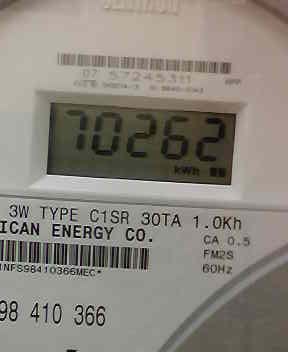 07 57245311
70262
kWh
3W TYPE C1SR 30TA 1.0Kh
ICAN ENERGY CO.
CA 0.5
FM2S
60Hz
1NFS98410366MEC*
98 410 366